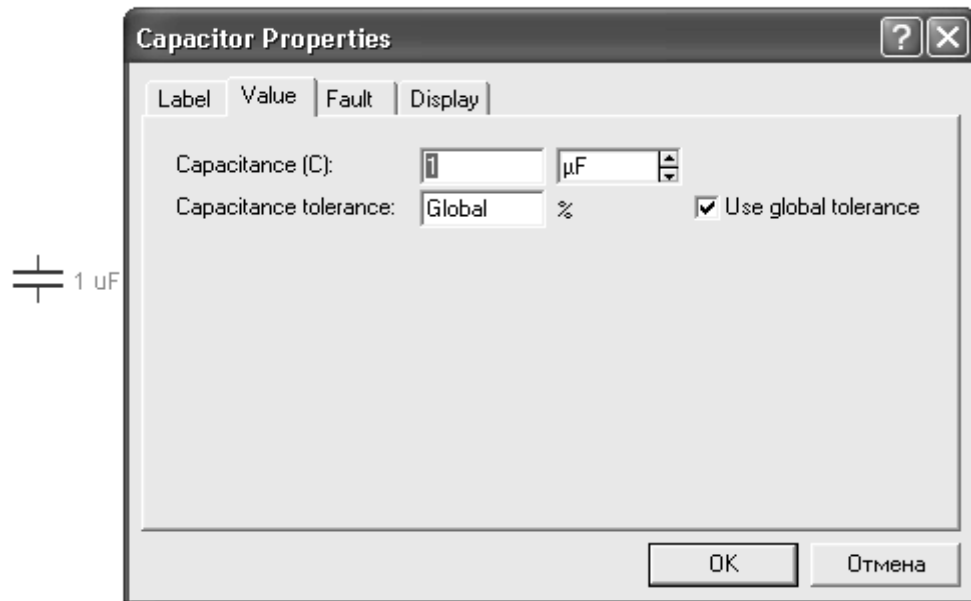 Capacitor Properties
Label Value Fault Display
Capacitance (C): 1 µF
Capacitance tolerance: Global % Use global tolerance
1 uF
OK Отмена